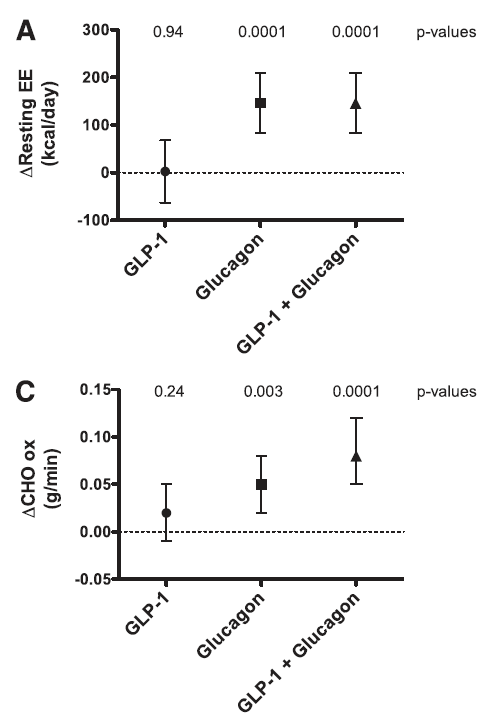 A
300
0.94 0.0001 0.0001 p-values
200
100
0
-100
ΔResting EE
(kcal/day)
GLP-1
Glucagon
GLP-1 + Glucagon
C
0.15
0.24 0.003 0.0001 p-values
0.10
0.05
0.00
-0.05
ΔCHO ox
(g/min)
GLP-1
Glucagon
GLP-1 + Glucagon